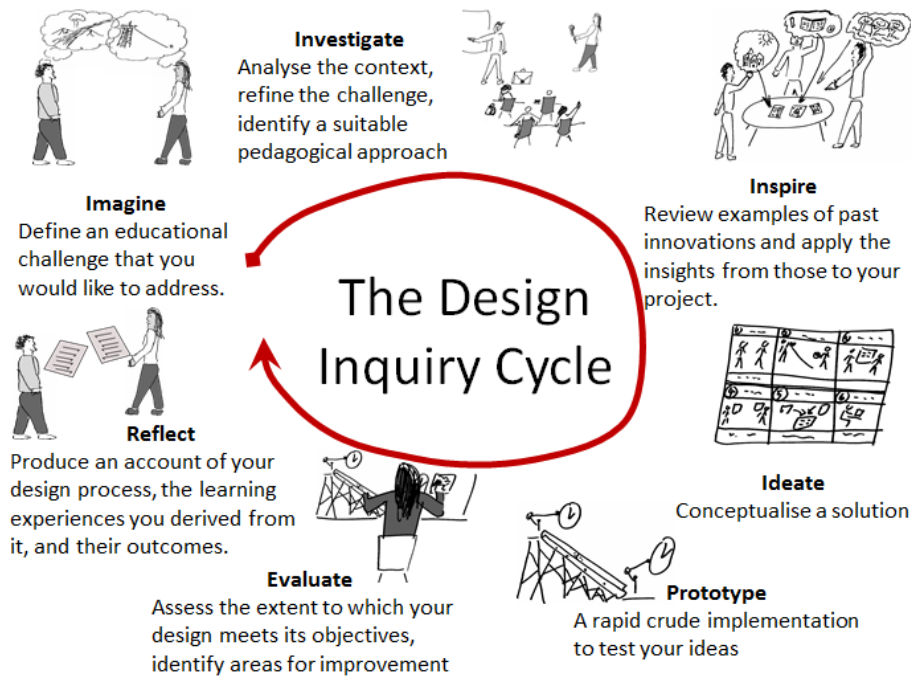 Investigate
Analyse the context,
refine the challenge,
identify a suitable
pedagogical approach
Inspire
Review examples of past
innovations and apply the
insights from those to your
project.
Imagine
Define an educational
challenge that you
would like to address.
The Design
Inquiry Cycle
Ideate
Conceptualise a solution
Prototype
A rapid crude implementation
to test your ideas
Evaluate
Assess the extent to which your
design meets its objectives,
identify areas for improvement
Reflect
Produce an account of your
design process, the learning
experiences you derived from
it, and their outcomes.